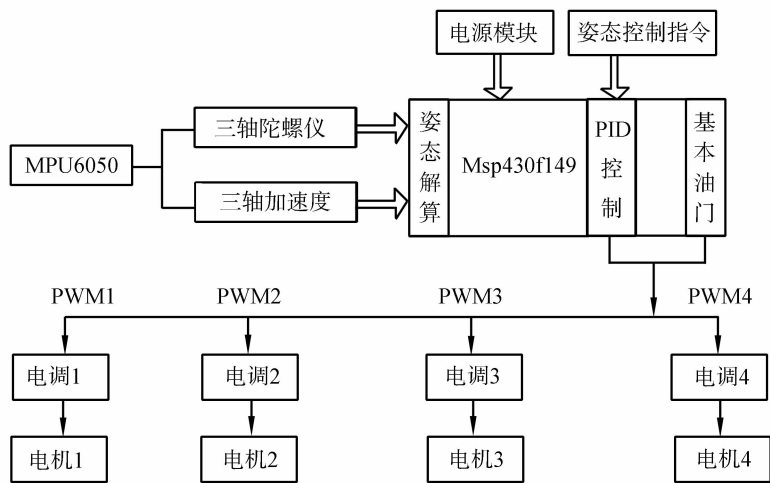 电源模块
姿态控制指令
三轴陀螺仪
MPU6050
三轴加速度
姿态解算
Msp430f149
PID控制
基本油门
PWM1
PWM2
PWM3
PWM4
电调1
电调2
电调3
电调4
电机1
电机2
电机3
电机4